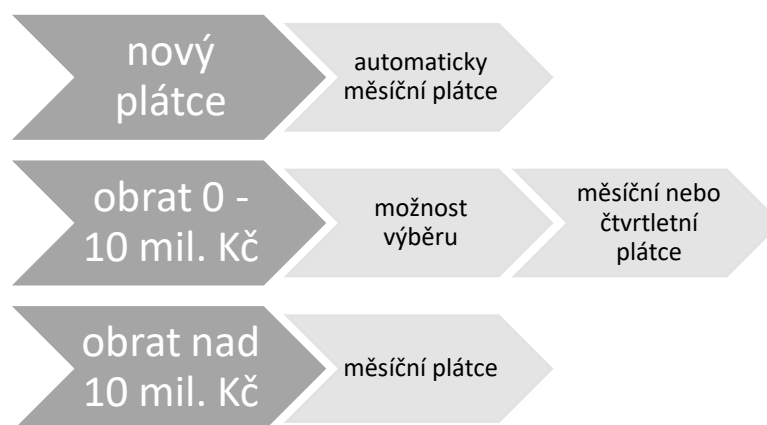 nový
plátce
automaticky
měsíční plátce
obrat 0 -
10 mil. Kč
možnost
výběru
měsíční nebo
čtvrtletní
plátce
obrat nad
10 mil. Kč
měsíční plátce